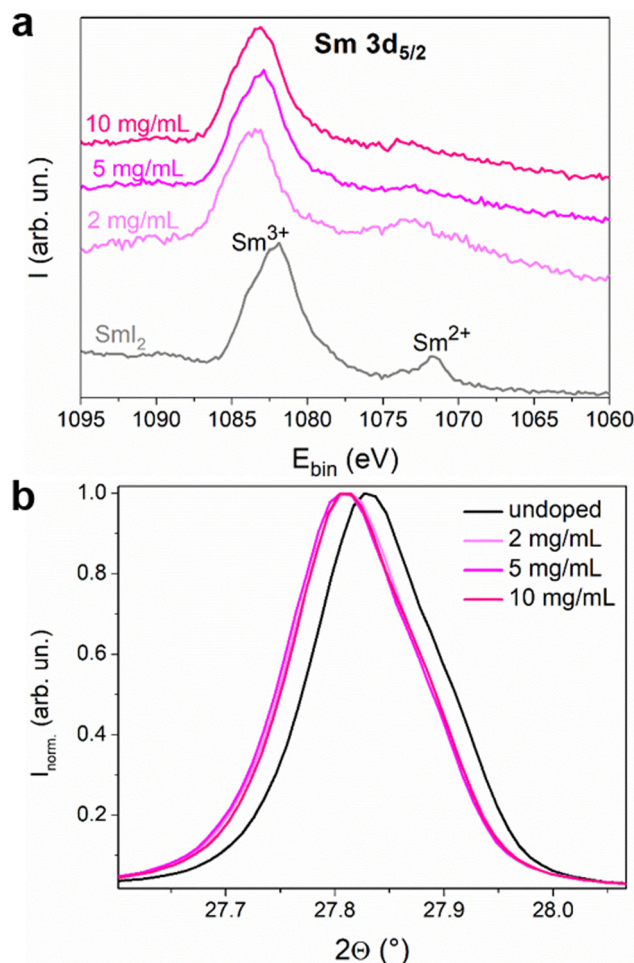 a
Sm 3d5/2
10 mg/mL
5 mg/mL
2 mg/mL
Sm3+
SmI2
Sm2+
I (arb. un.)
1095 1090 1085 1080 1075 1070 1065 1060
Ebin (eV)
b
1.0
0.8
0.6
0.4
0.2
Inorm. (arb. un.)
undoped
2 mg/mL
5 mg/mL
10 mg/mL
27.7 27.8 27.9 28.0
2Θ (°)